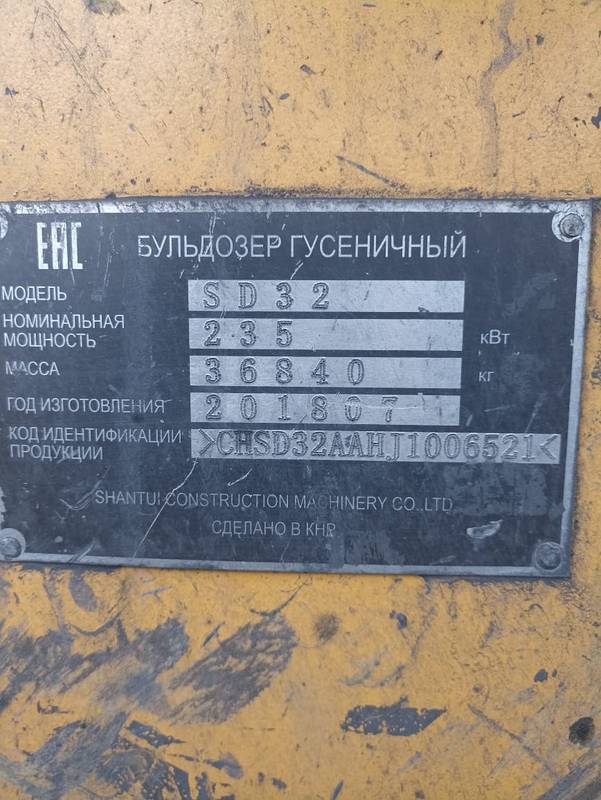 EAC БУЛЬДОЗЕР ГУСЕНИЧНЫЙ
МОДЕЛЬ SD32
НОМИНАЛЬНАЯ
МОЩНОСТЬ 235 кВт
МАССА 36840 кг
ГОД ИЗГОТОВЛЕНИЯ 201807
КОД ИДЕНТИФИКАЦИИ
ПРОДУКЦИИ >CHSD32AAHJ1006521<
SHANTUI CONSTRUCTION MACHINERY CO.,LTD
СДЕЛАНО В КНР